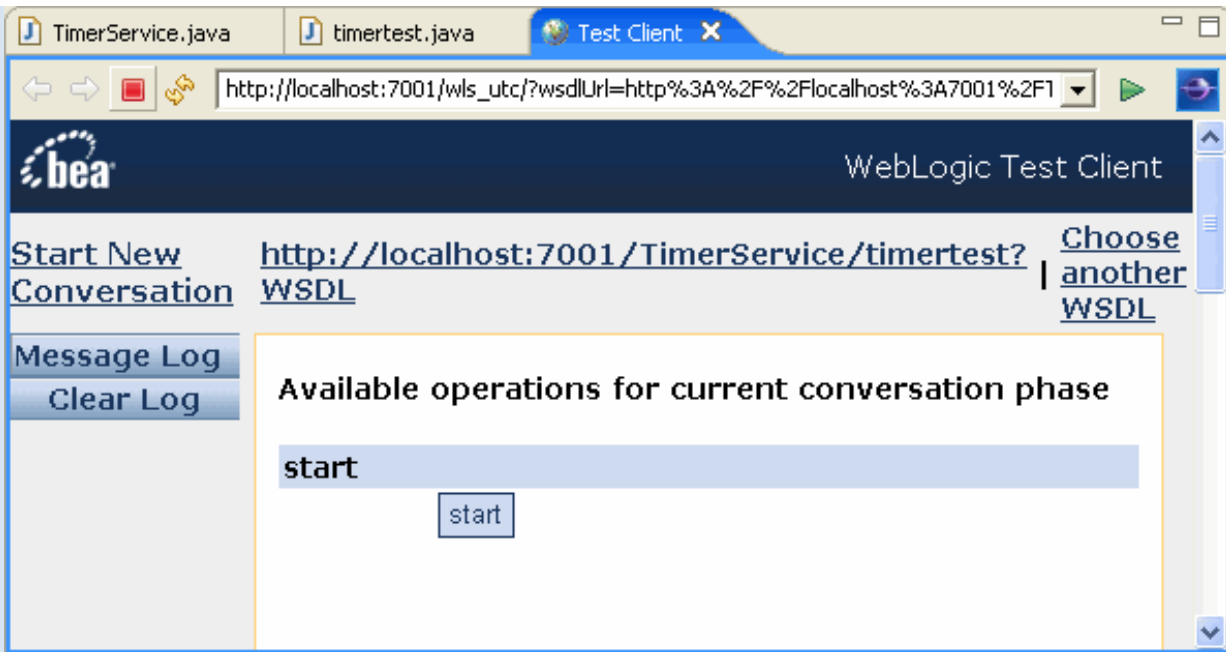 TimerService.java timertest.java Test Client
http://localhost:7001/wls_utc/?wsdlUrl=http%3A%2F%2Flocalhost%3A7001%2F
bea WebLogic Test Client
Start New Conversation
http://localhost:7001/TimerService/timertest?
WSDL
|
Choose
another
WSDL
Message Log
Clear Log
Available operations for current conversation phase
start
start